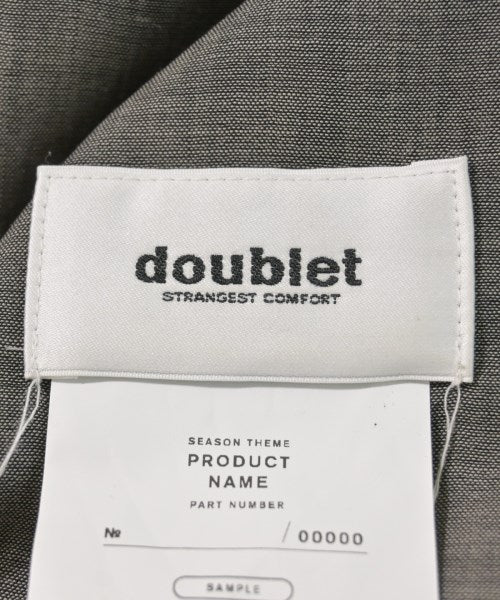 doublet
STRANGEST COMFORT
SEASON THEME
PRODUCT
NAME
PART NUMBER
№ / 00000
SAMPLE